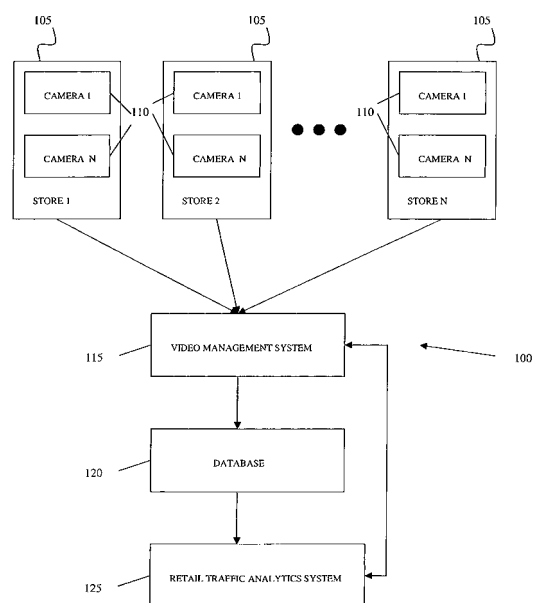 105 105 105
CAMERA 1 CAMERA 1 CAMERA 1
110 110 110
CAMERA N CAMERA N CAMERA N
STORE 1 STORE 2 STORE N
VIDEO MANAGEMENT SYSTEM
115
100
DATABASE
120
RETAIL TRAFFIC ANALYTICS SYSTEM
125